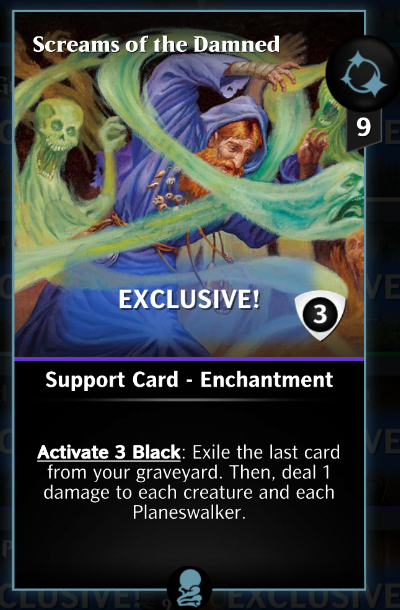 Screams of the Damned
9
EXCLUSIVE!
3
Support Card - Enchantment
Activate 3 Black: Exile the last card
from your graveyard. Then, deal 1
damage to each creature and each
Planeswalker.